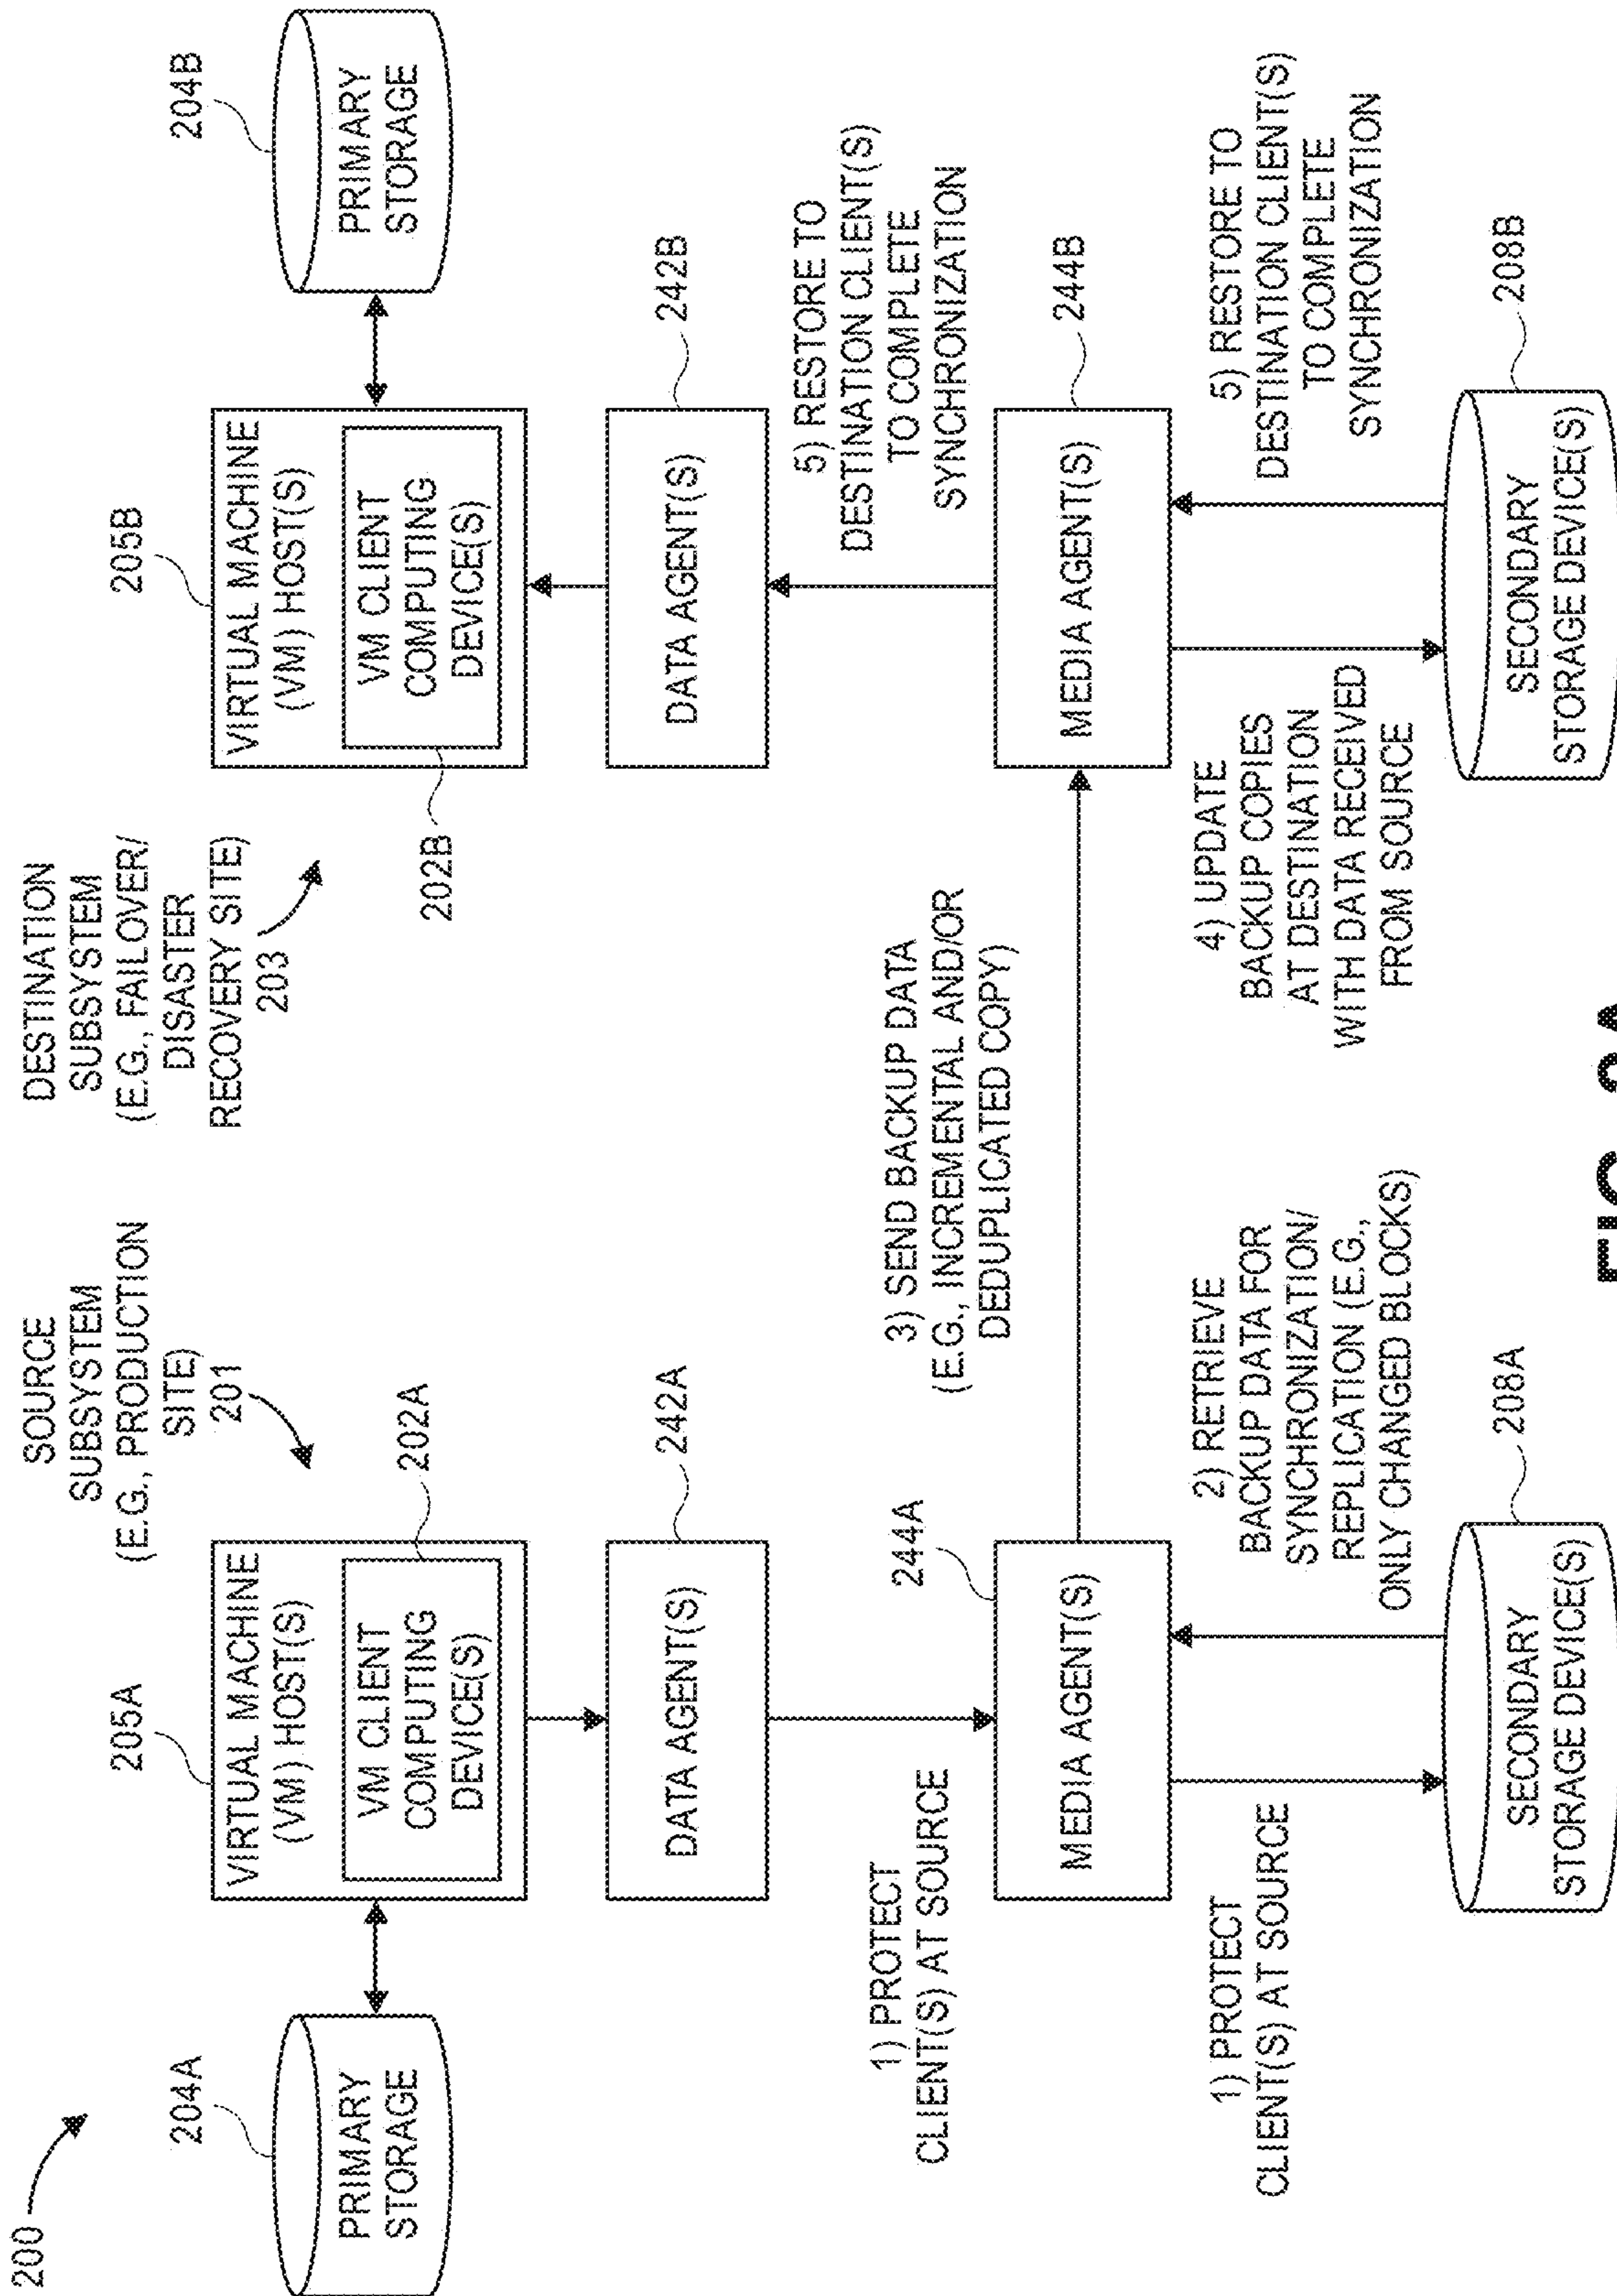 200
SOURCE
SUBSYSTEM
(E.G., PRODUCTION
SITE)
201
DESTINATION
SUBSYSTEM
(E.G., FAILOVER/
DISASTER
RECOVERY SITE)
203
204A
PRIMARY
STORAGE
205A
VIRTUAL MACHINE
(VM) HOST(S)
VM CLIENT
COMPUTING
DEVICE(S)
202A
205B
VIRTUAL MACHINE
(VM) HOST(S)
VM CLIENT
COMPUTING
DEVICE(S)
202B
204B
PRIMARY
STORAGE
DATA AGENT(S)
242A
DATA AGENT(S)
242B
1) PROTECT
CLIENT(S) AT SOURCE
3) SEND BACKUP DATA
(E.G., INCREMENTAL AND/OR
DEDUPLICATED COPY)
5) RESTORE TO
DESTINATION CLIENT(S)
TO COMPLETE
SYNCHRONIZATION
244A
MEDIA AGENT(S)
MEDIA AGENT(S)
244B
1) PROTECT
CLIENT(S) AT SOURCE
2) RETRIEVE
BACKUP DATA FOR
SYNCHRONIZATION/
REPLICATION (E.G.,
ONLY CHANGED BLOCKS)
4) UPDATE
BACKUP COPIES
AT DESTINATION
WITH DATA RECEIVED
FROM SOURCE
5) RESTORE TO
DESTINATION CLIENT(S)
TO COMPLETE
SYNCHRONIZATION
SECONDARY
STORAGE DEVICE(S)
208A
SECONDARY
STORAGE DEVICE(S)
208B